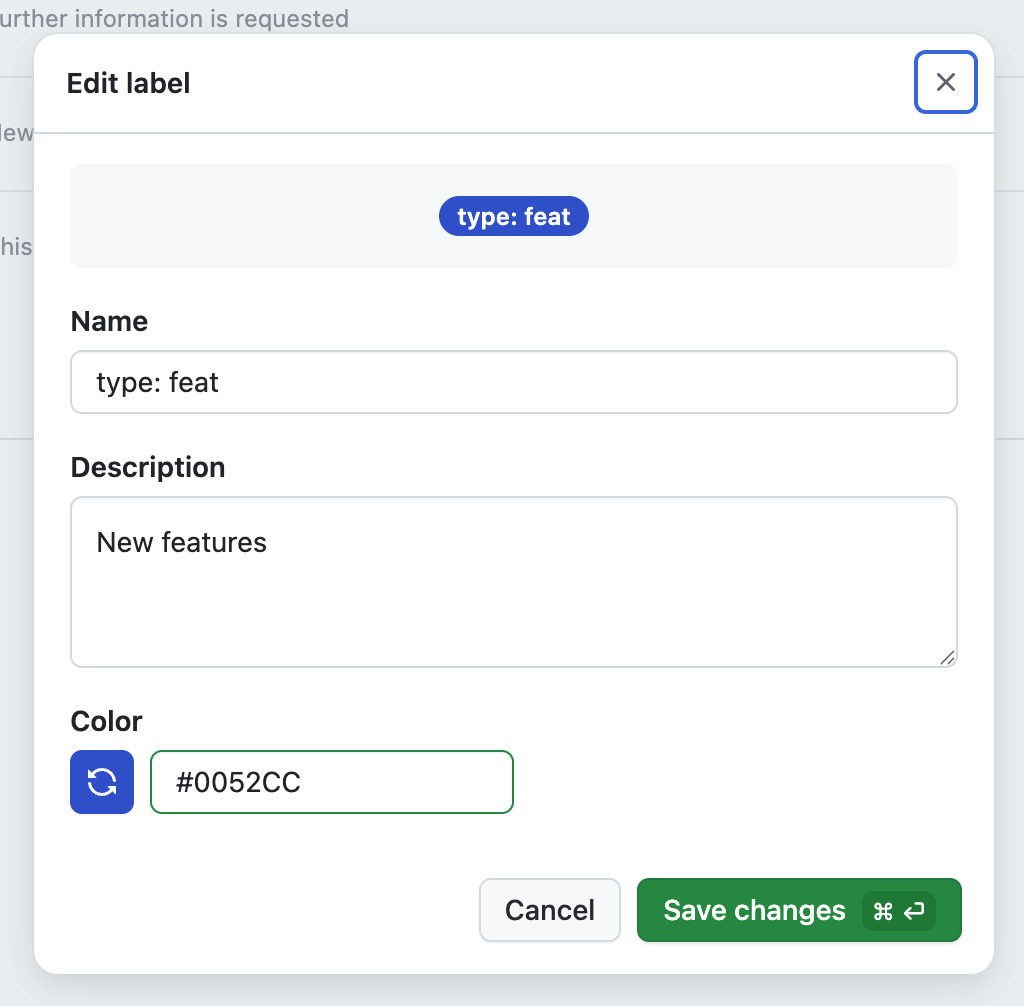 urther information is requested
Edit label
type: feat
Name
type: feat
Description
New features
Color
#0052CC
Cancel
Save changes ⌘ ↵
lew
his